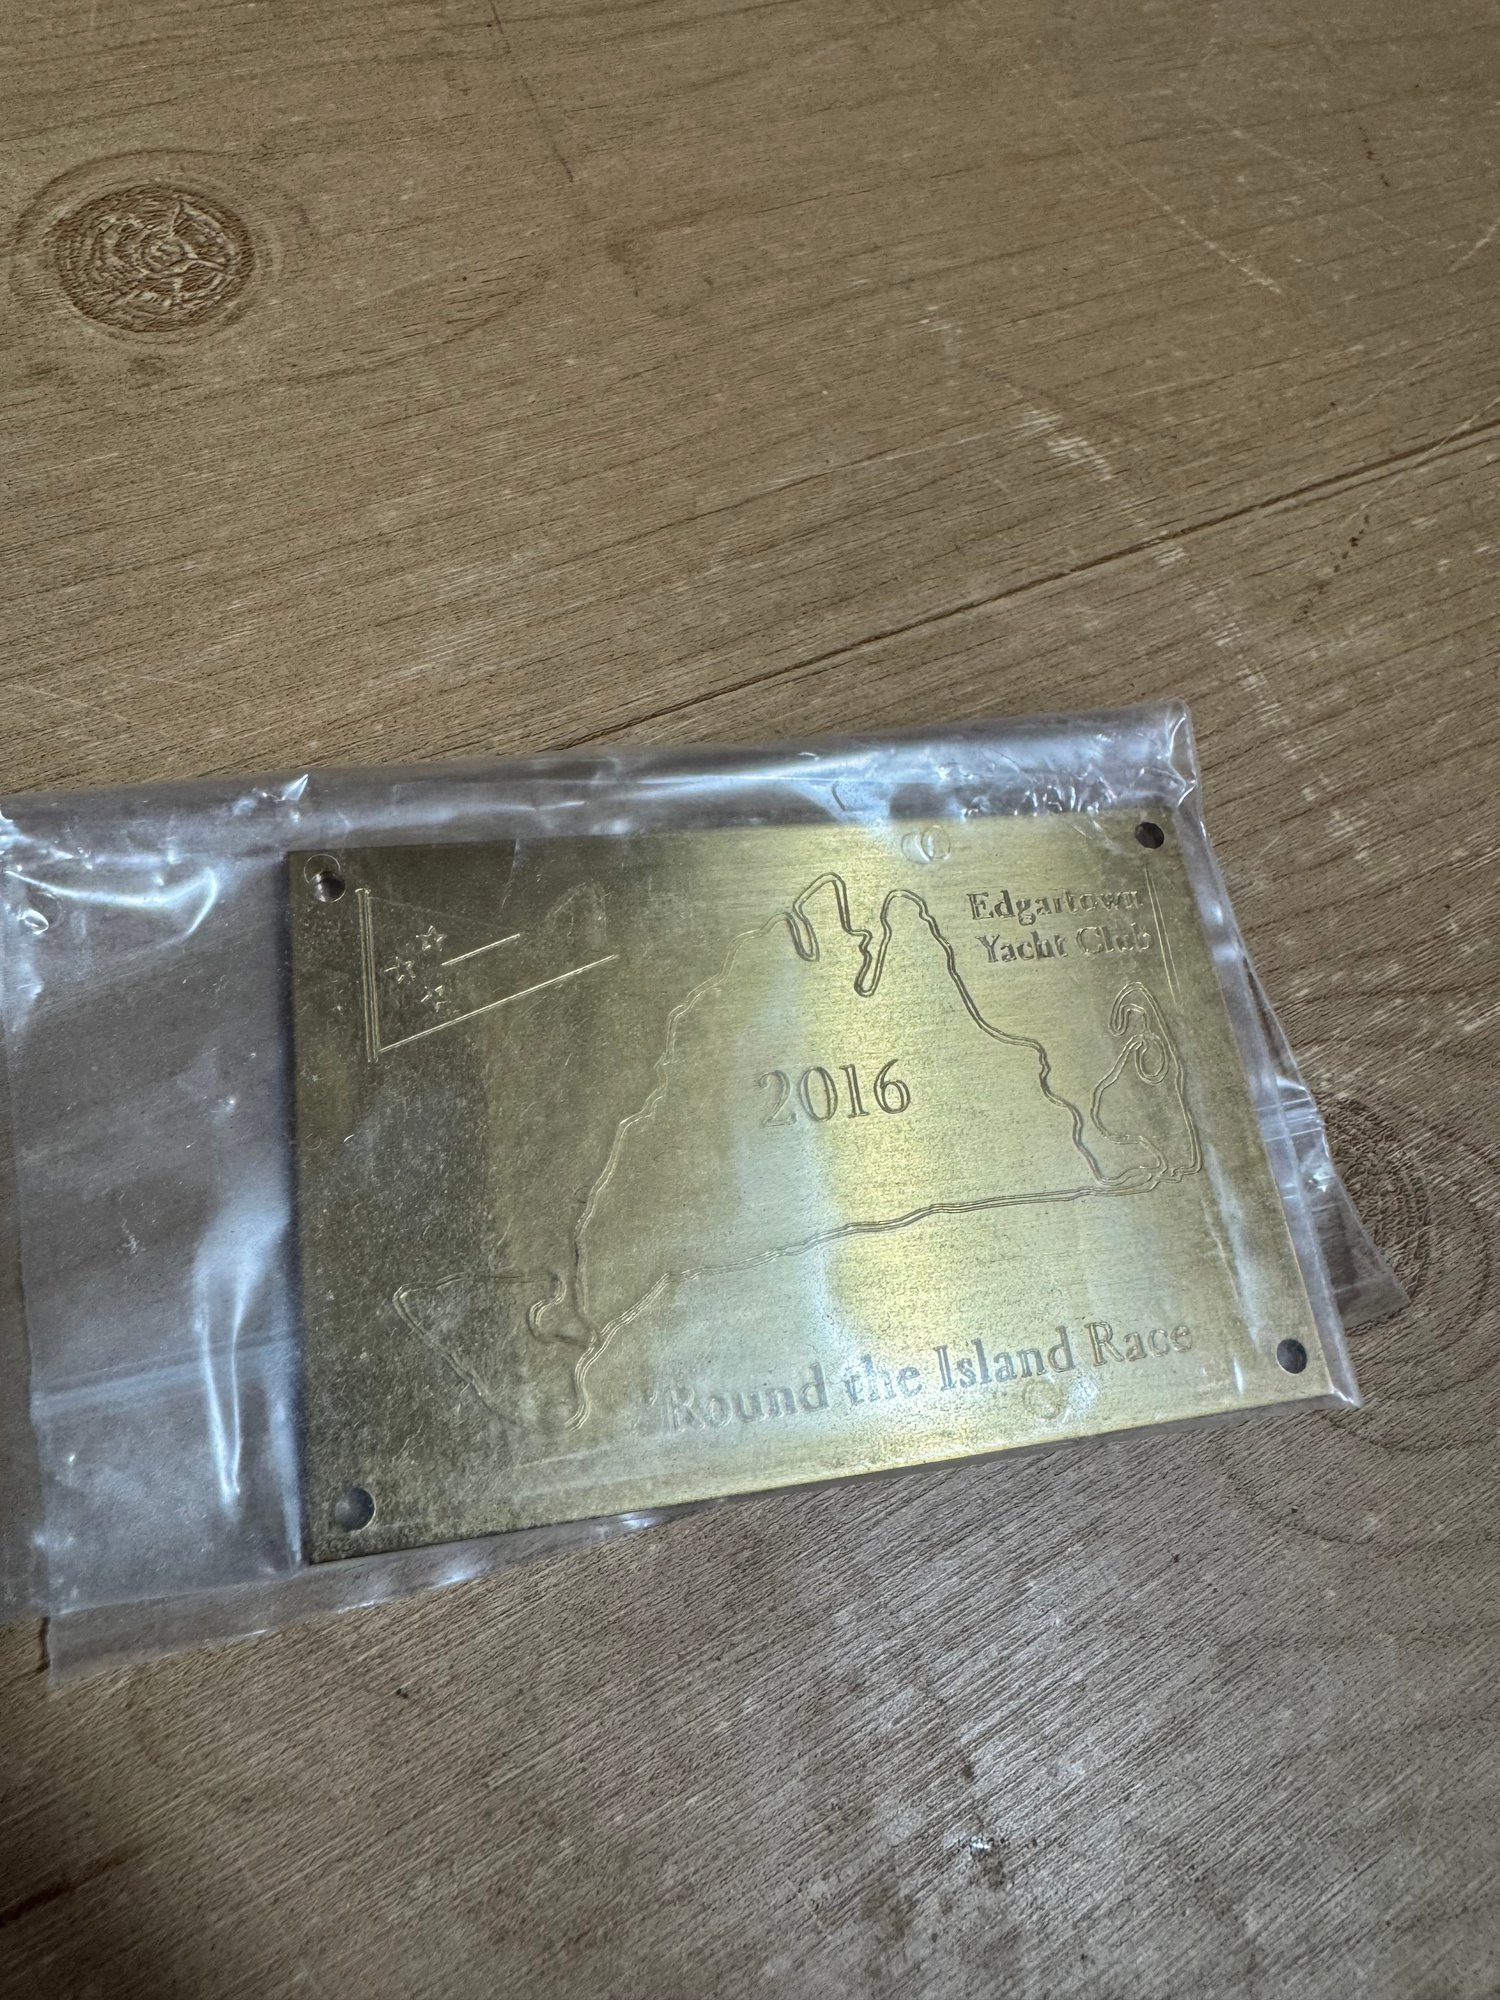 Edgartown
Yacht Club
2016
'Round the Island Race